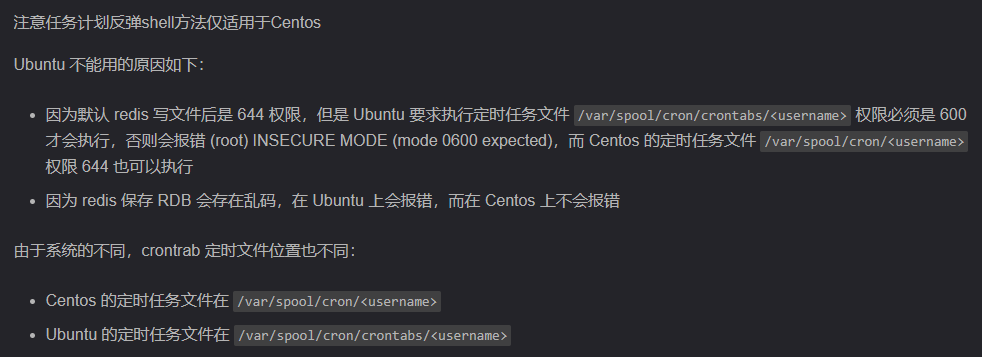 注意任务计划反弹shell方法仅适用于Centos
Ubuntu 不能用的原因如下：
因为默认 redis 写文件后是 644 权限，但是 Ubuntu 要求执行定时任务文件 /var/spool/cron/crontabs/<username> 权限必须是 600
才会执行，否则会报错 (root) INSECURE MODE (mode 0600 expected)，而 Centos 的定时任务文件 /var/spool/cron/<username>
权限 644 也可以执行
因为 redis 保存 RDB 会存在乱码，在 Ubuntu 上会报错，而在 Centos 上不会报错
由于系统的不同，crontrab 定时文件位置也不同：
Centos 的定时任务文件在 /var/spool/cron/<username>
Ubuntu 的定时任务文件在 /var/spool/cron/crontabs/<username>